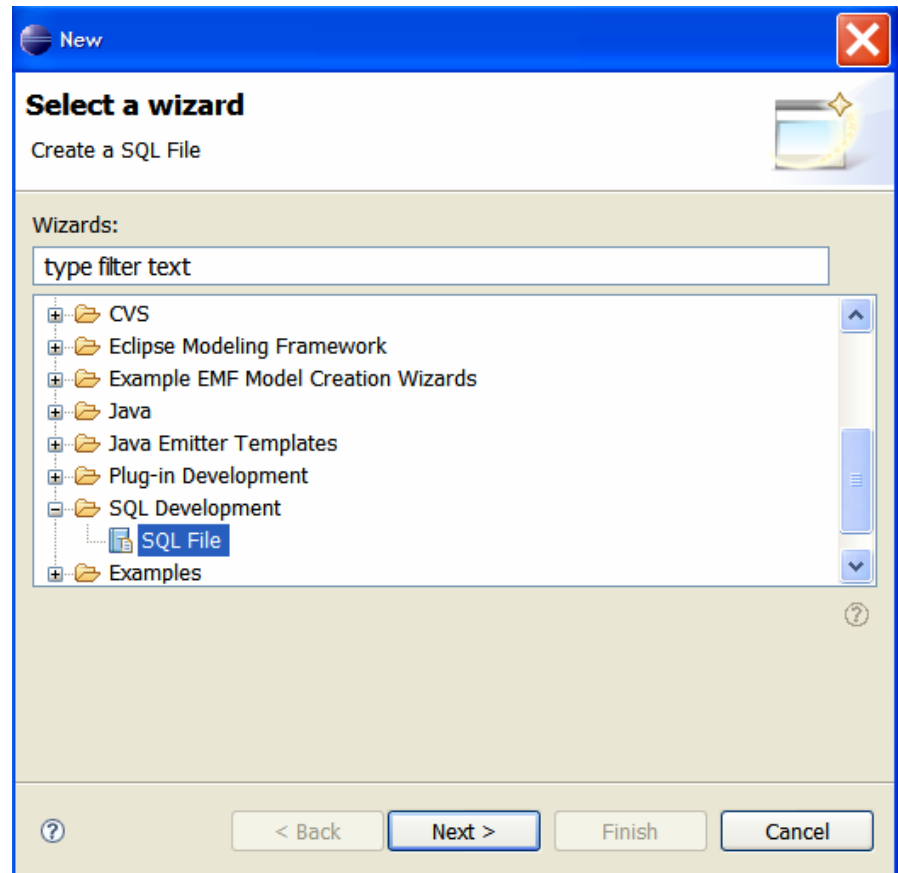 New
Select a wizard
Create a SQL File
Wizards:
type filter text
CVS
Eclipse Modeling Framework
Example EMF Model Creation Wizards
Java
Java Emitter Templates
Plug-in Development
SQL Development
SQL File
Examples
?
? < Back Next > Finish Cancel